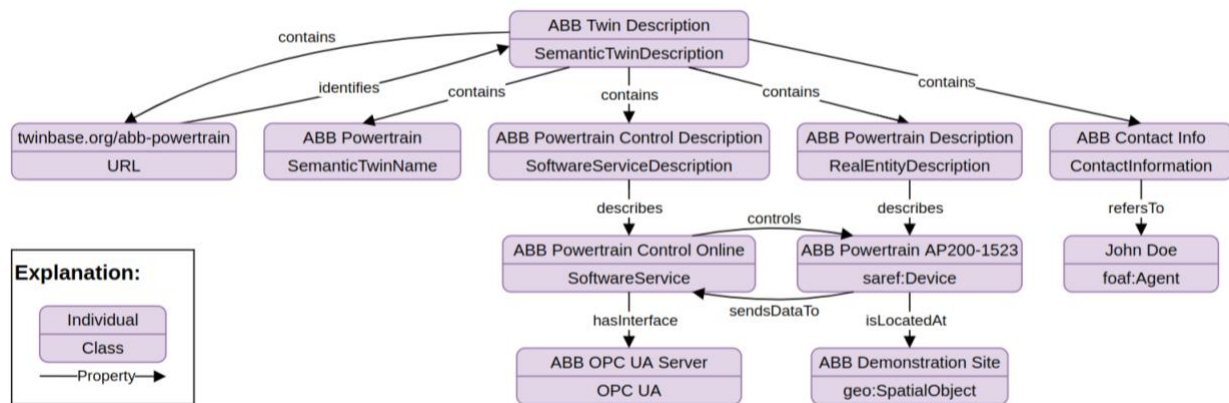 ABB Twin Description
SemanticTwinDescription
contains
identifies
contains
contains
contains
contains
twinbase.org/abb-powertrain
URL
ABB Powertrain
SemanticTwinName
ABB Powertrain Control Description
SoftwareServiceDescription
ABB Powertrain Description
RealEntityDescription
ABB Contact Info
ContactInformation
describes
controls
describes
refersTo
ABB Powertrain Control Online
SoftwareService
ABB Powertrain AP200-1523
saref:Device
John Doe
foaf:Agent
hasInterface
sendsDataTo
isLocatedAt
ABB OPC UA Server
OPC UA
ABB Demonstration Site
geo:SpatialObject
Explanation:
Individual
Class
Property